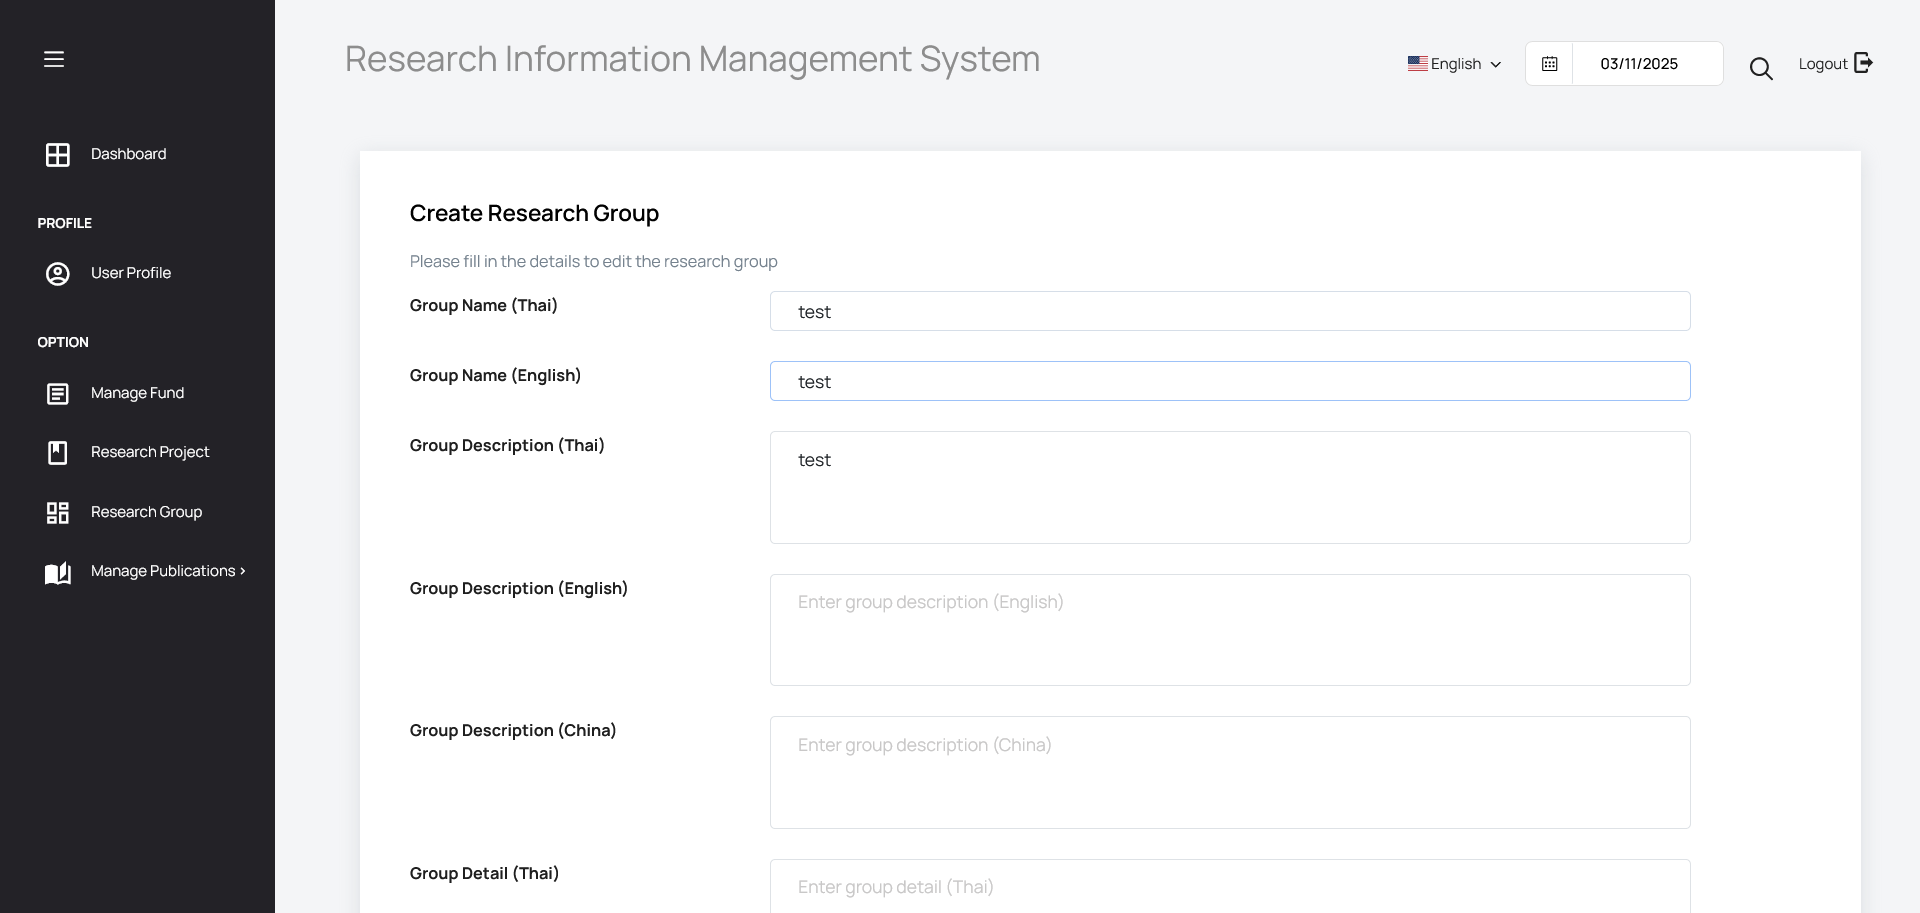 Research Information Management System
English
03/11/2025
Logout
Dashboard
PROFILE
User Profile
OPTION
Manage Fund
Research Project
Research Group
Manage Publications ›
Create Research Group
Please fill in the details to edit the research group
Group Name (Thai)
test
Group Name (English)
test
Group Description (Thai)
test
Group Description (English)
Enter group description (English)
Group Description (China)
Enter group description (China)
Group Detail (Thai)
Enter group detail (Thai)